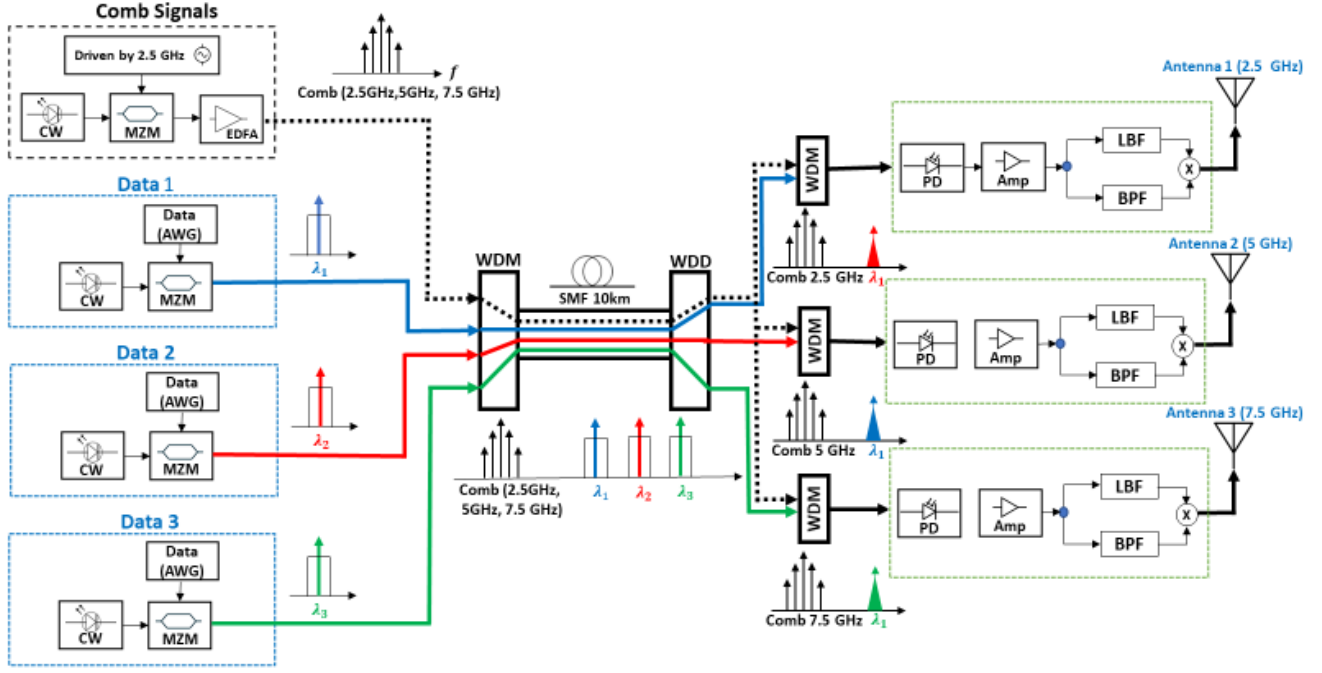 Comb Signals
Driven by 2.5 GHz
CW
MZM
EDFA
f
Comb (2.5GHz,5GHz, 7.5 GHz)
Data 1
Data
(AWG)
CW
MZM
λ1
Data 2
Data
(AWG)
CW
MZM
λ2
Data 3
Data
(AWG)
CW
MZM
λ3
WDM
SMF 10km
WDD
Comb (2.5GHz,
5GHz, 7.5 GHz)
λ1
λ2
λ3
WDM
Comb 2.5 GHz
λ1
WDM
Comb 5 GHz
λ1
WDM
Comb 7.5 GHz
λ1
Antenna 1 (2.5 GHz)
PD
Amp
LBF
BPF
X
Antenna 2 (5 GHz)
PD
Amp
LBF
BPF
X
Antenna 3 (7.5 GHz)
PD
Amp
LBF
BPF
X